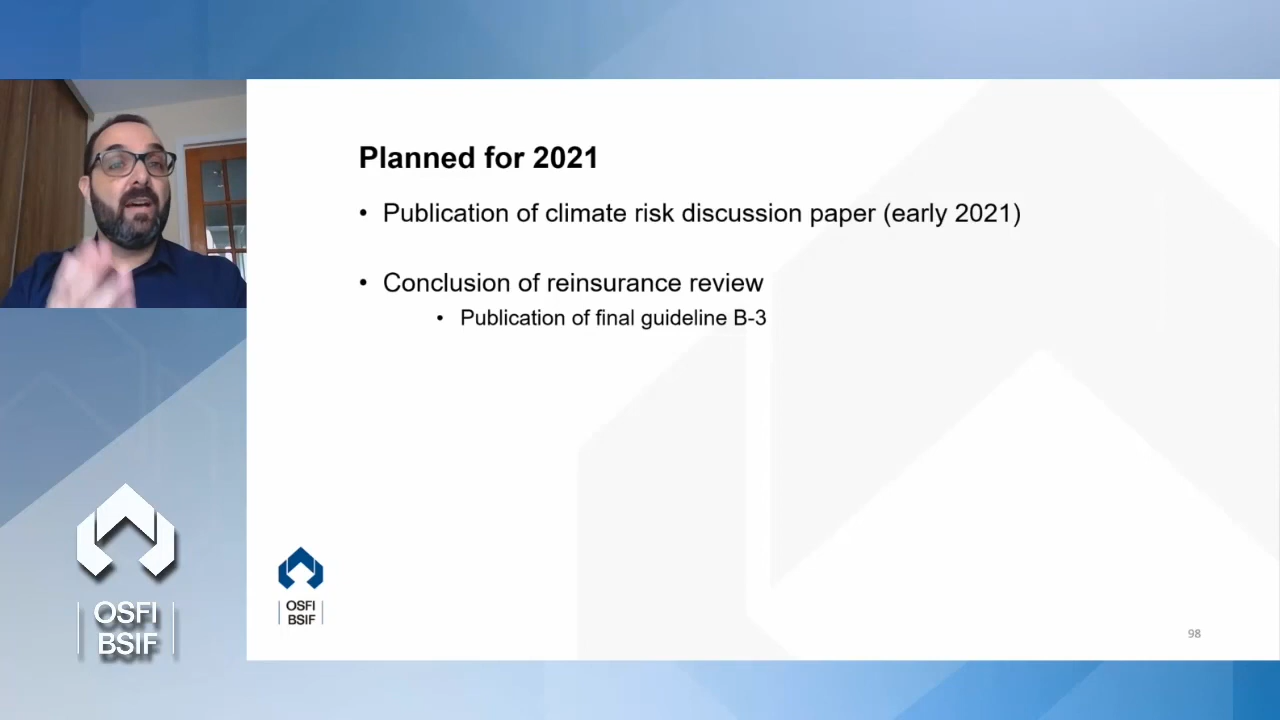 Planned for 2021
• Publication of climate risk discussion paper (early 2021)
• Conclusion of reinsurance review
• Publication of final guideline B-3
OSFI
BSIF
OSFI
BSIF
98